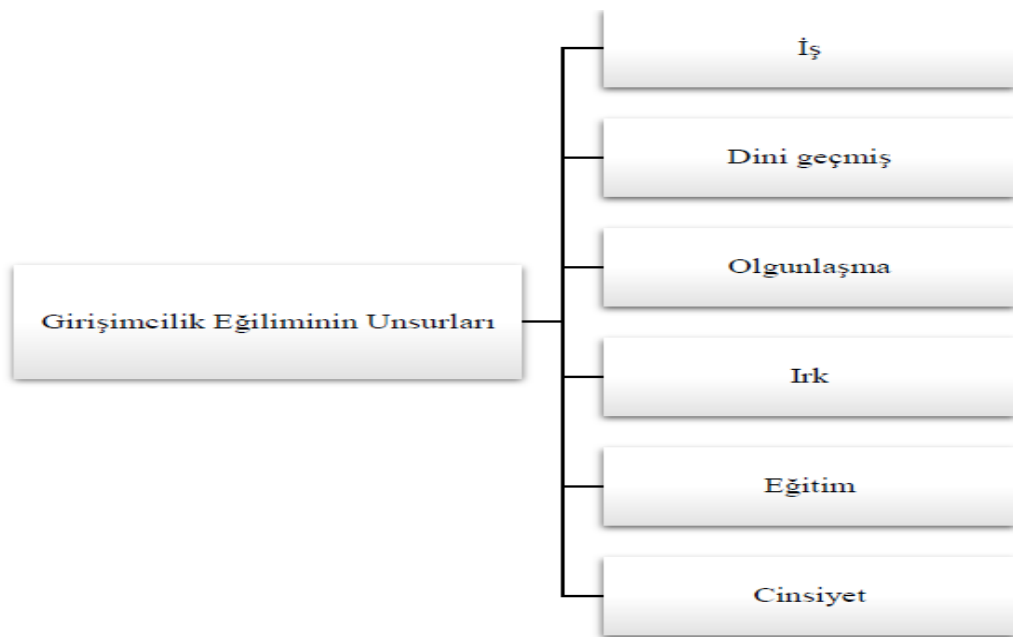 İş
Dini geçmiş
Olgunlaşma
Girişimcilik Eğiliminin Unsurları
Irk
Eğitim
Cinsiyet